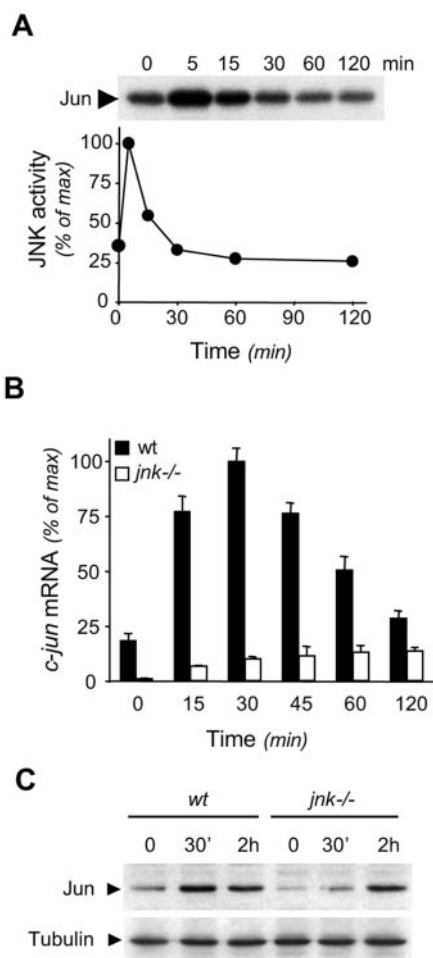 A
0 5 15 30 60 120 min
Jun
100
75
50
25
0
JNK activity
(% of max)
0 30 60 90 120
Time (min)
B
wt
jnk-/-
100
75
50
25
0
c-jun mRNA (% of max)
0 15 30 45 60 120
Time (min)
C
wt jnk-/-
0 30' 2h 0 30' 2h
Jun
Tubulin